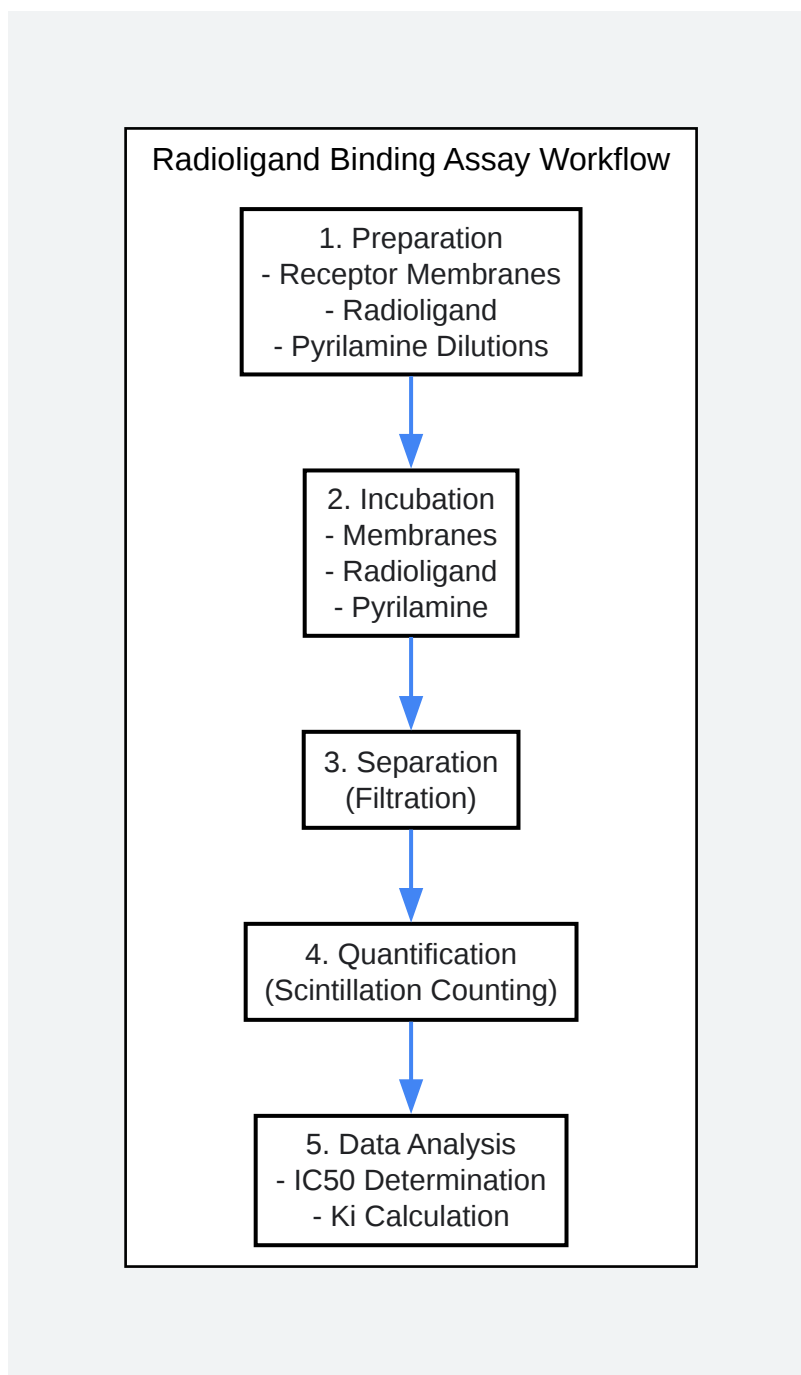 Radioligand Binding Assay Workflow
1. Preparation
- Receptor Membranes
- Radioligand
- Pyrilamine Dilutions
2. Incubation
- Membranes
- Radioligand
- Pyrilamine
3. Separation
(Filtration)
4. Quantification
(Scintillation Counting)
5. Data Analysis
- IC50 Determination
- Ki Calculation